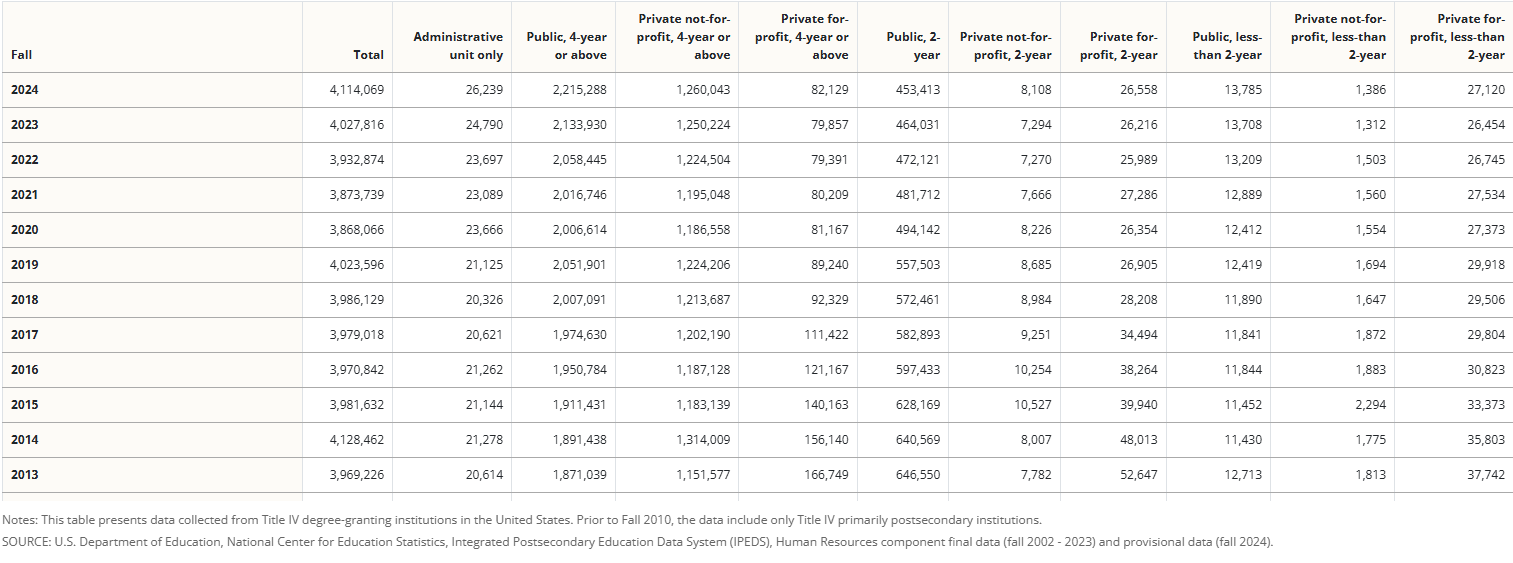 Fall Total Administrative unit only Public, 4-year or above Private not-for-profit, 4-year or above Private for-profit, 4-year or above Public, 2-year Private not-for-profit, 2-year Private for-profit, 2-year Public, less-than 2-year Private not-for-profit, less-than 2-year Private for-profit, less-than 2-year
2024 4,114,069 26,239 2,215,288 1,260,043 82,129 453,413 8,108 26,558 13,785 1,386 27,120
2023 4,027,816 24,790 2,133,930 1,250,224 79,857 464,031 7,294 26,216 13,708 1,312 26,454
2022 3,932,874 23,697 2,058,445 1,224,504 79,391 472,121 7,270 25,989 13,209 1,503 26,745
2021 3,873,739 23,089 2,016,746 1,195,048 80,209 481,712 7,666 27,286 12,889 1,560 27,534
2020 3,868,066 23,666 2,006,614 1,186,558 81,167 494,142 8,226 26,354 12,412 1,554 27,373
2019 4,023,596 21,125 2,051,901 1,224,206 89,240 557,503 8,685 26,905 12,419 1,694 29,918
2018 3,986,129 20,326 2,007,091 1,213,687 92,329 572,461 8,984 28,208 11,890 1,647 29,506
2017 3,979,018 20,621 1,974,630 1,202,190 111,422 582,893 9,251 34,494 11,841 1,872 29,804
2016 3,970,842 21,262 1,950,784 1,187,128 121,167 597,433 10,254 38,264 11,844 1,883 30,823
2015 3,981,632 21,144 1,911,431 1,183,139 140,163 628,169 10,527 39,940 11,452 2,294 33,373
2014 4,128,462 21,278 1,891,438 1,314,009 156,140 640,569 8,007 48,013 11,430 1,775 35,803
2013 3,969,226 20,614 1,871,039 1,151,577 166,749 646,550 7,782 52,647 12,713 1,813 37,742
Notes: This table presents data collected from Title IV degree-granting institutions in the United States. Prior to Fall 2010, the data include only Title IV primarily postsecondary institutions.
SOURCE: U.S. Department of Education, National Center for Education Statistics, Integrated Postsecondary Education Data System (IPEDS), Human Resources component final data (fall 2002 - 2023) and provisional data (fall 2024).